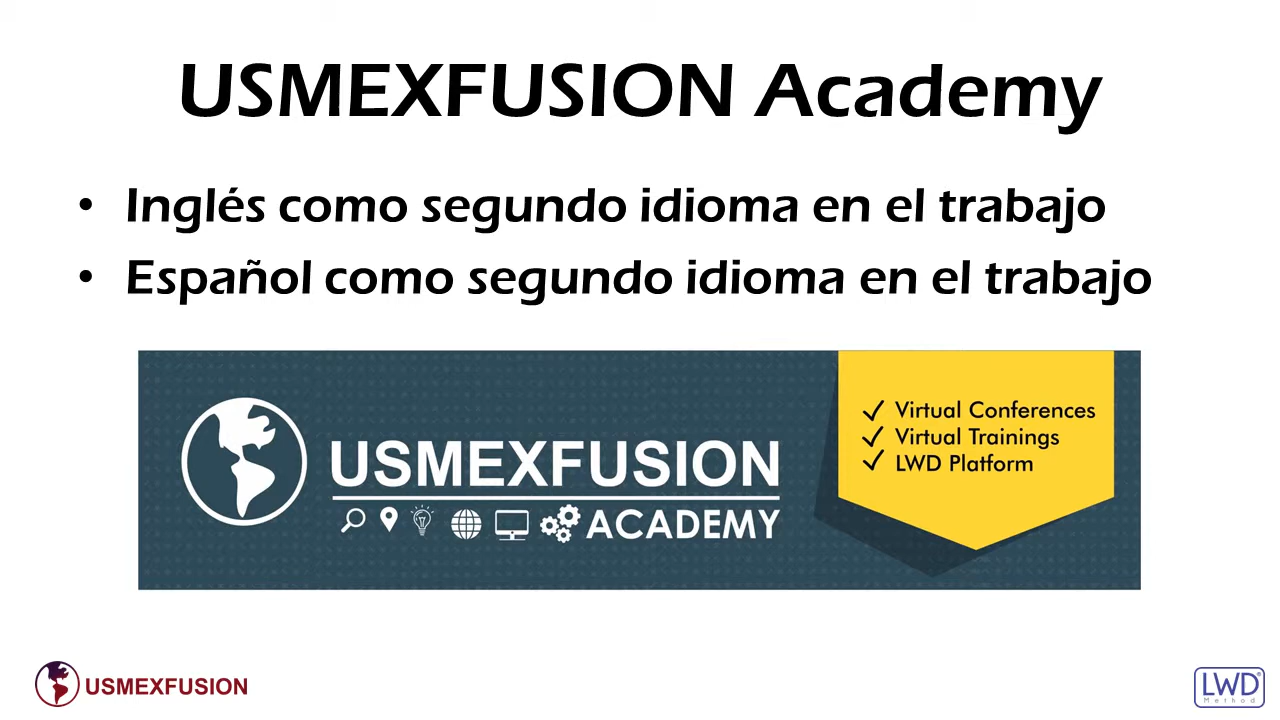 USMEXFUSION Academy
• Inglés como segundo idioma en el trabajo
• Español como segundo idioma en el trabajo
✓ Virtual Conferences
✓ Virtual Trainings
✓ LWD Platform
USMEXFUSION
ACADEMY
USMEXFUSION
LWD®
Method